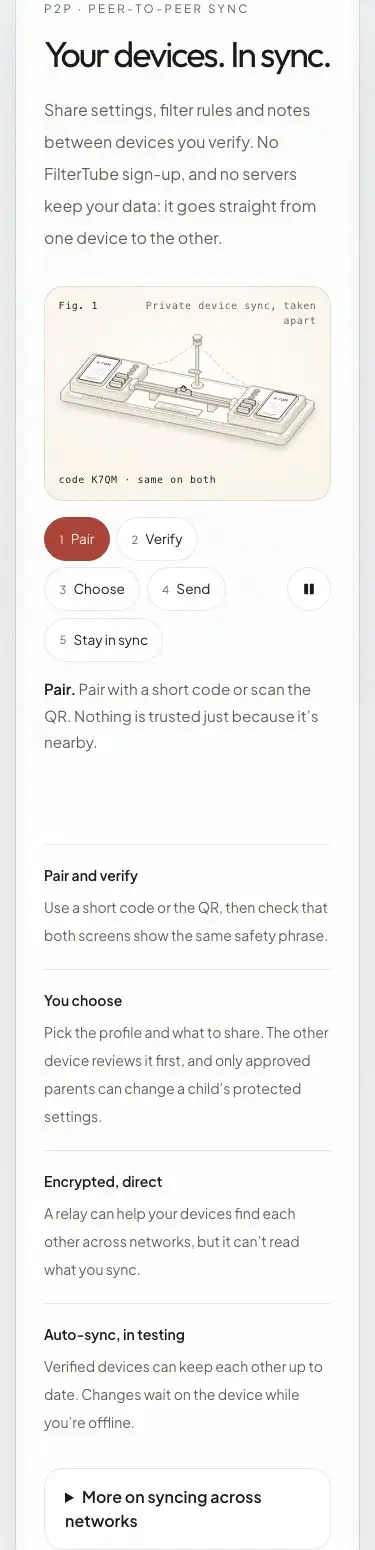 P2P · PEER-TO-PEER SYNC
Your devices. In sync.
Share settings, filter rules and notes
between devices you verify. No
FilterTube sign-up, and no servers
keep your data: it goes straight from
one device to the other.
Fig. 1
Private device sync, taken
apart
K7QM
K7QM
code K7QM · same on both
1 Pair
2 Verify
3 Choose
4 Send
5 Stay in sync
Pair. Pair with a short code or scan the
QR. Nothing is trusted just because it’s
nearby.
Pair and verify
Use a short code or the QR, then check that
both screens show the same safety phrase.
You choose
Pick the profile and what to share. The other
device reviews it first, and only approved
parents can change a child’s protected
settings.
Encrypted, direct
A relay can help your devices find each
other across networks, but it can’t read
what you sync.
Auto-sync, in testing
Verified devices can keep each other up to
date. Changes wait on the device while
you’re offline.
More on syncing across
networks